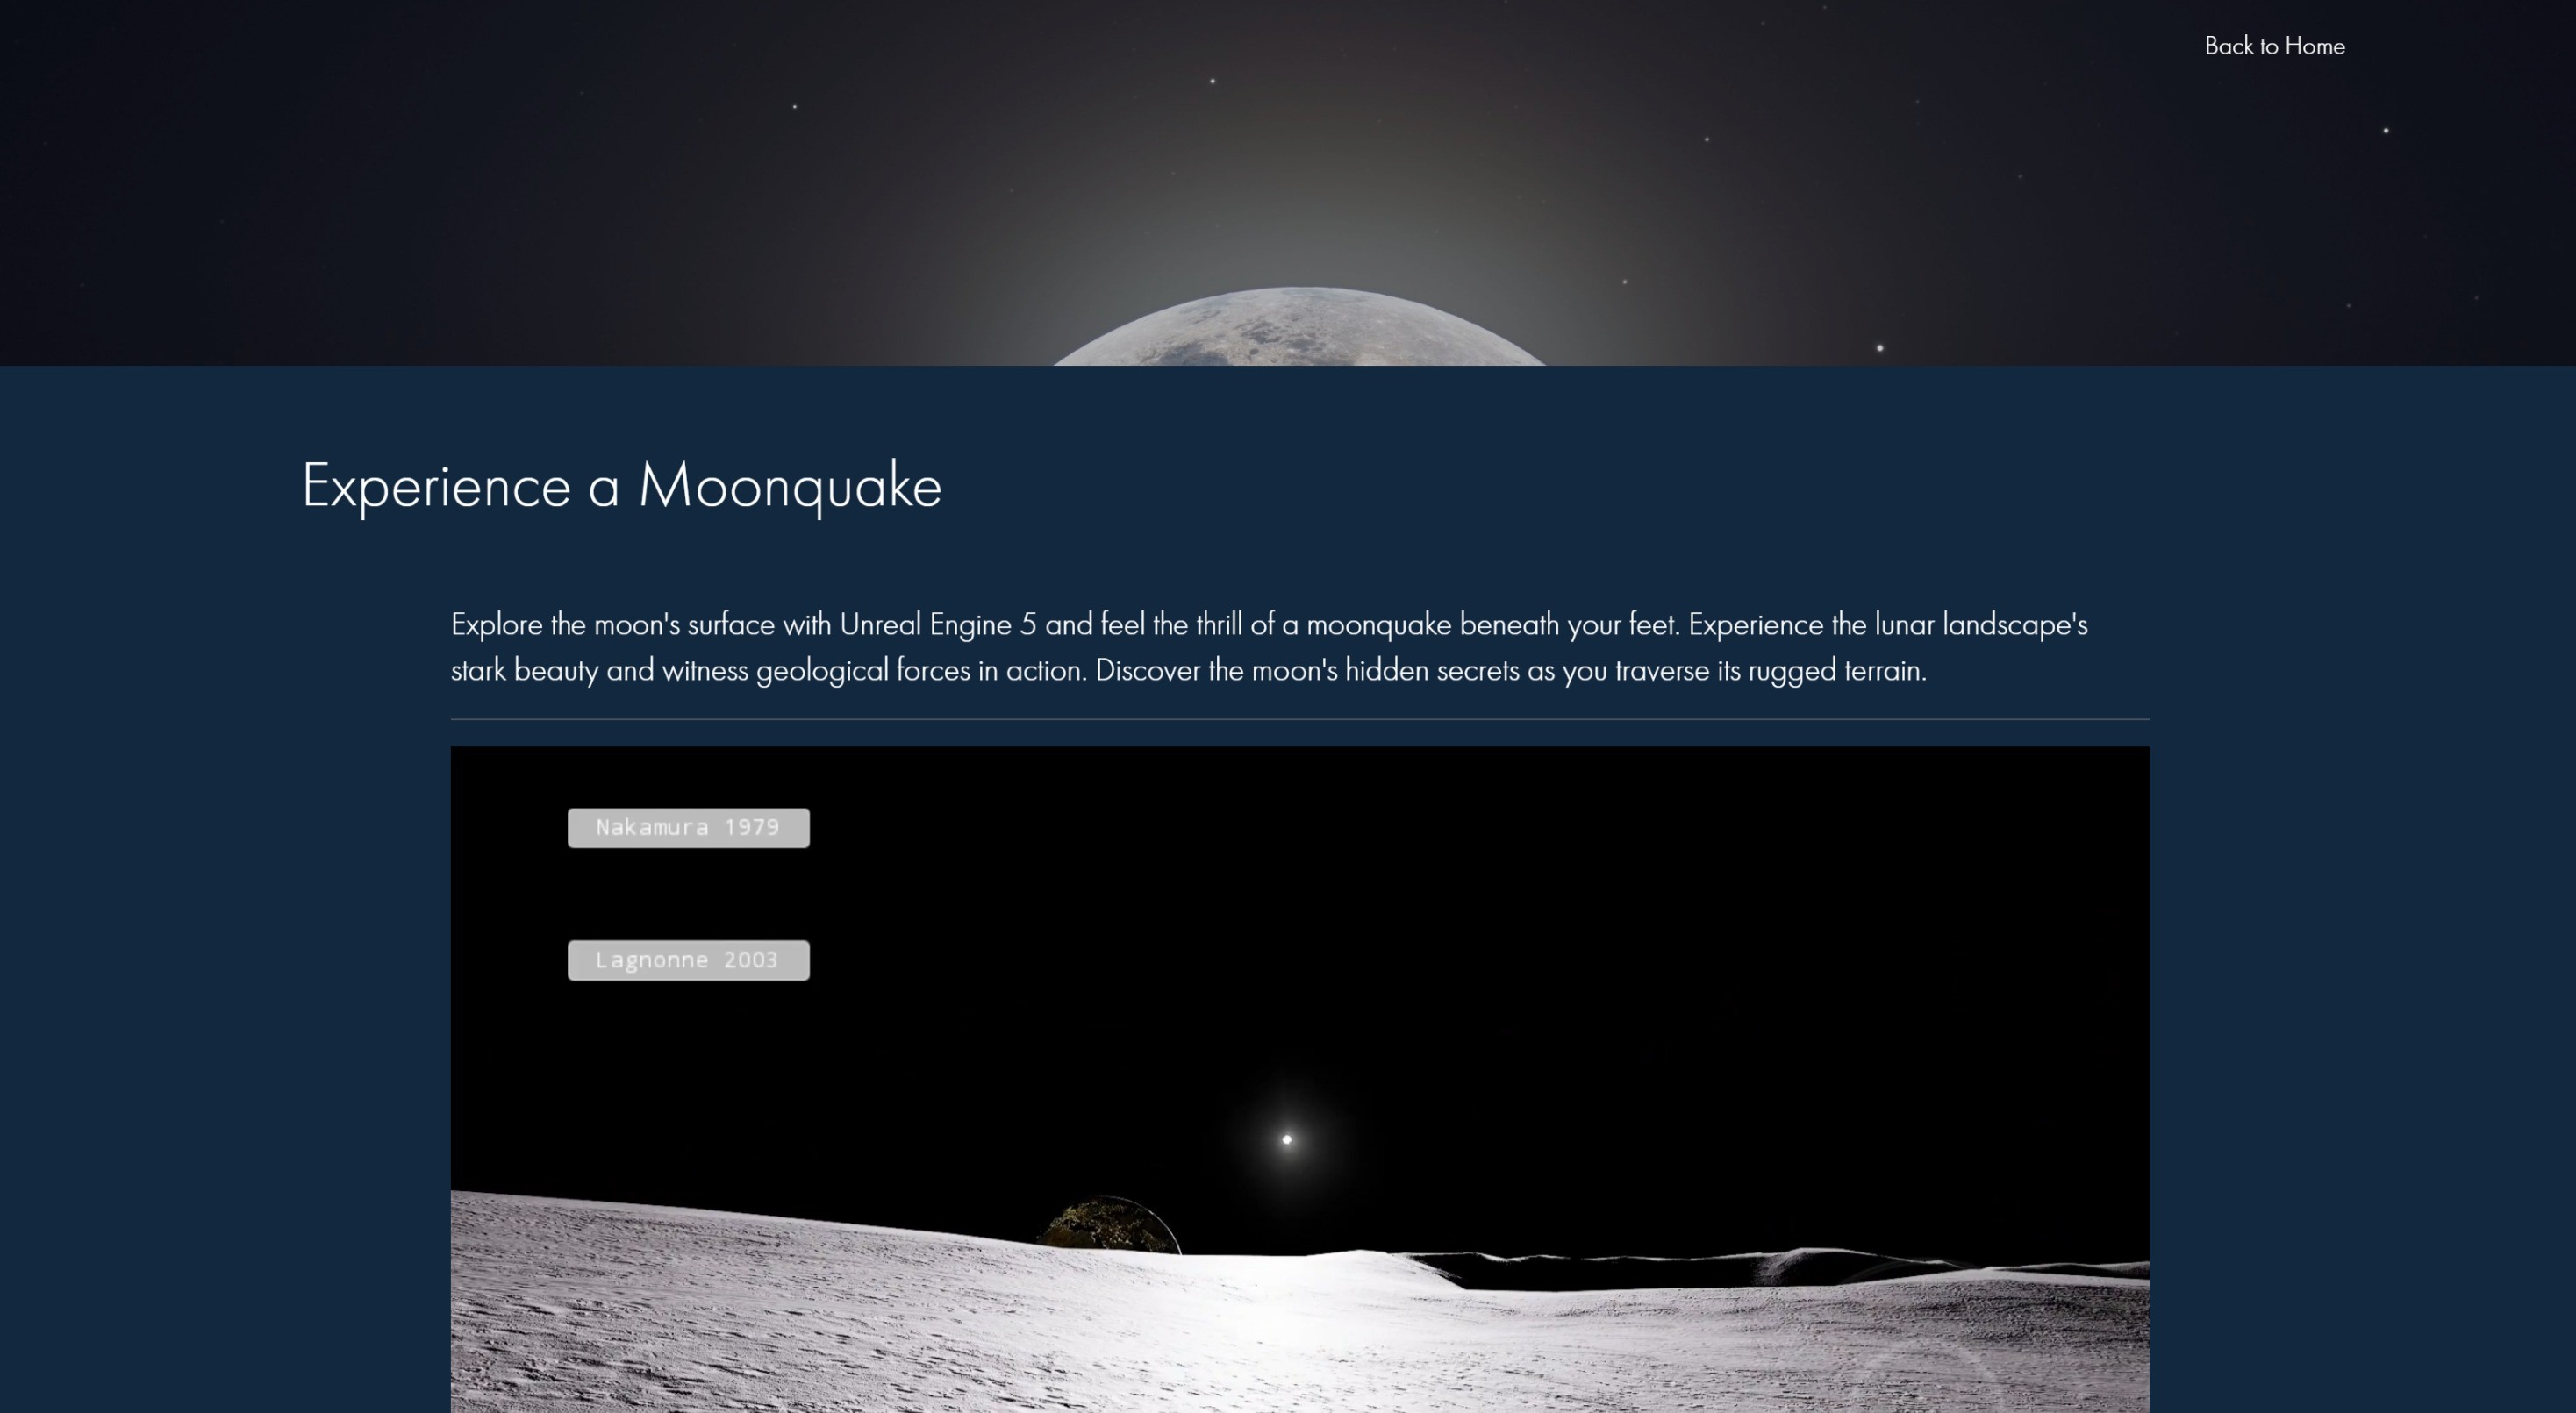 Back to Home
Experience a Moonquake
Explore the moon's surface with Unreal Engine 5 and feel the thrill of a moonquake beneath your feet. Experience the lunar landscape's
stark beauty and witness geological forces in action. Discover the moon's hidden secrets as you traverse its rugged terrain.
Nakamura 1979
Lagnonne 2003